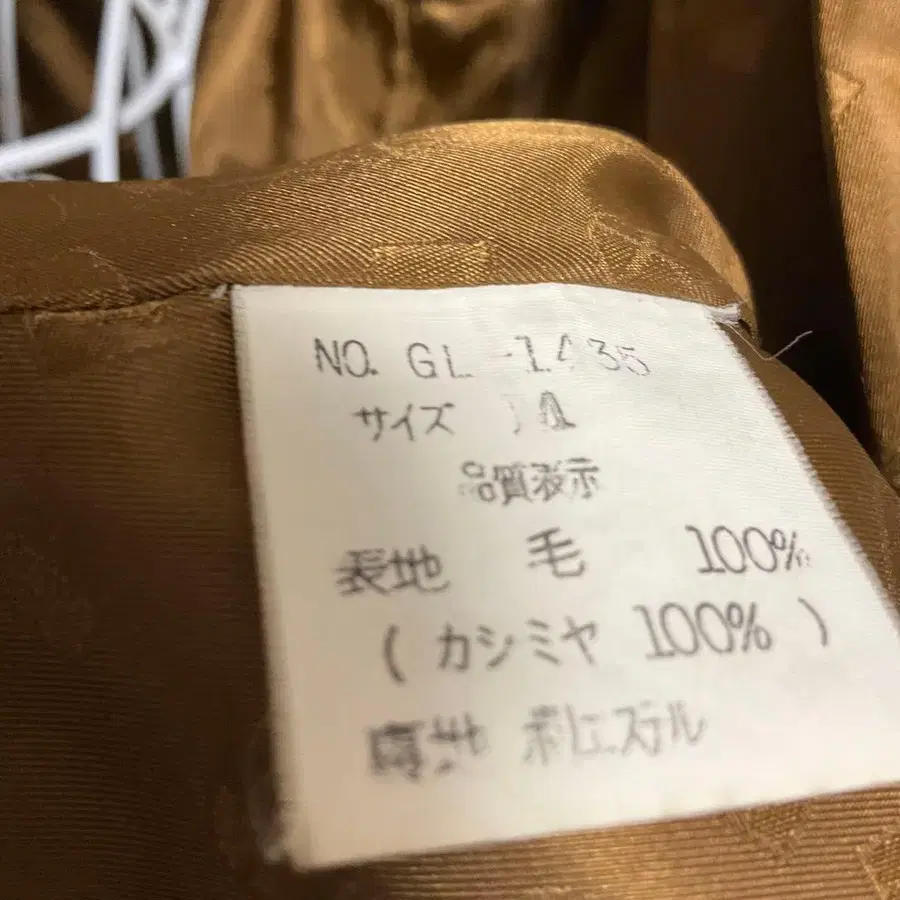 NO. GL-1435
サイズ
品質表示
表地 毛 100%
( カシミヤ 100% )
裏地 ポリエステル